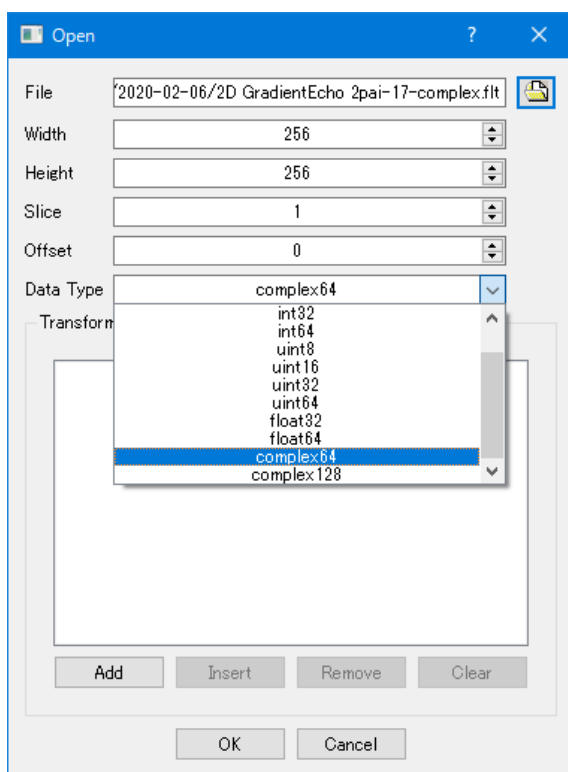 Open
File '2020-02-06/2D GradientEcho 2pai-17-complex.flt
Width 256
Height 256
Slice 1
Offset 0
Data Type complex64
Transform
int32
int64
uint8
uint16
uint32
uint64
float32
float64
complex64
complex128
Add Insert Remove Clear
OK Cancel